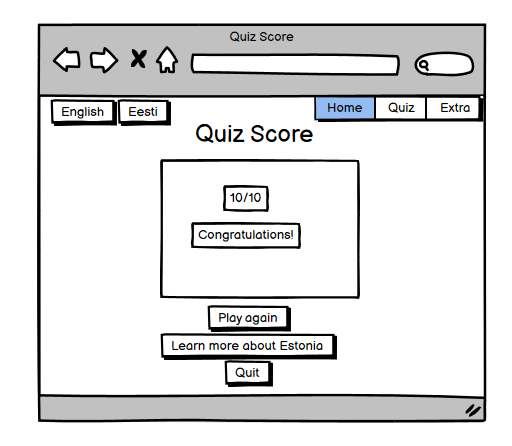 Quiz Score
English Eesti Home Quiz Extra
Quiz Score
10/10
Congratulations!
Play again
Learn more about Estonia
Quit